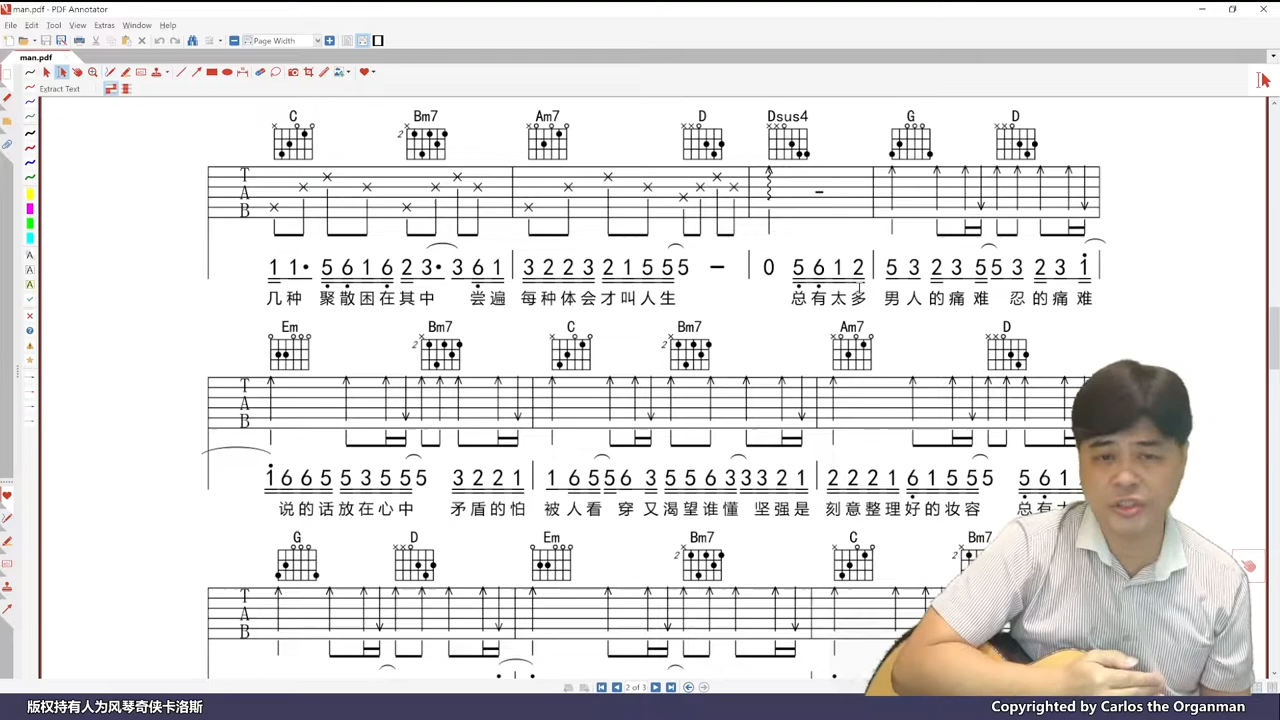 man.pdf - PDF Annotator
File Edit Tool View Extras Window Help
Page Width
man.pdf
Extract Text
C Bm7 Am7 D Dsus4 G D
2
T
A
B
1 1· 5 6 1 6 2 3· 3 6 1 3 2 2 3 2 1 5 5 5 - 0 5 6 1 2 5 3 2 3 5 5 3 2 3 1
几种 聚散困在其中 尝遍 每种体会才叫人生 总有太多 男人的痛难 忍的痛难
Em Bm7 C Bm7 Am7 D
2 2
T
A
B
1 6 6 5 5 3 5 5 5 3 2 2 1 1 6 5 5 6 3 5 5 6 3 3 3 2 1 2 2 2 1 6 1 5 5 5 5 6
说的话放在心中 矛盾的怕 被人看 穿又渴望谁懂 坚强是 刻意整理好的妆容 总有
G D Em Bm7 C Bm7
2 2
T
A
B
2 of 3
版权持有人为风琴奇侠卡洛斯
Copyrighted by Carlos the Organman